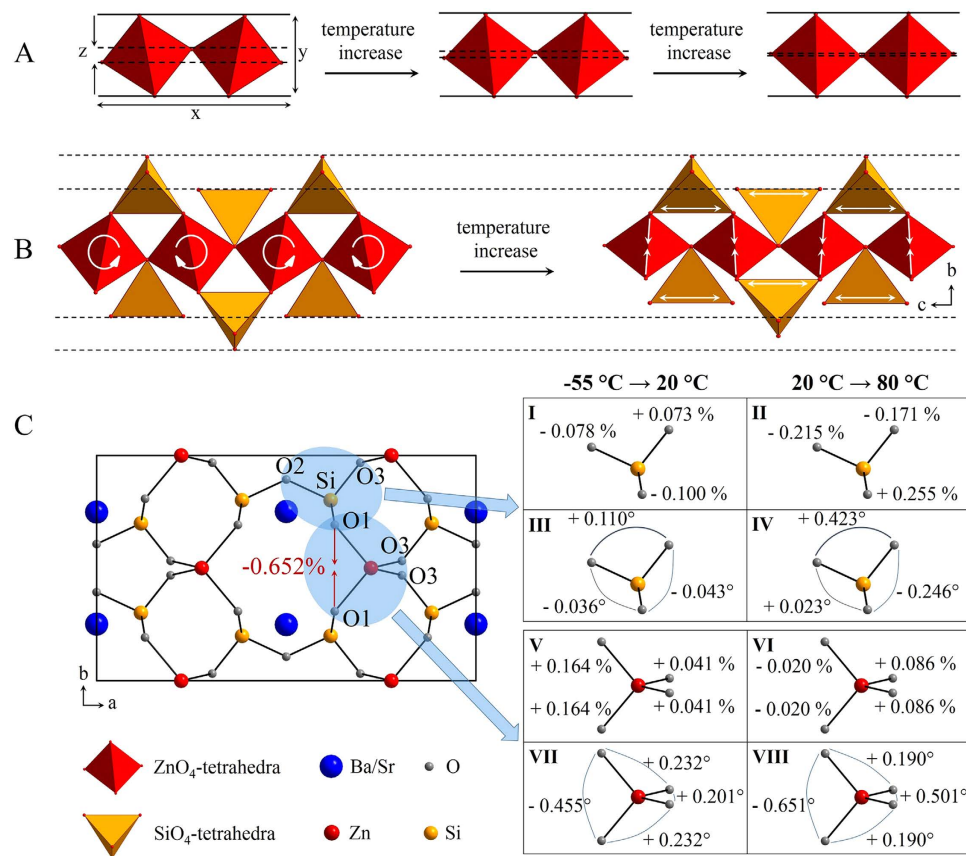 A
z
y
x
temperature
increase
temperature
increase
B
temperature
increase
b
c
-55 °C → 20 °C
20 °C → 80 °C
C
I
+ 0.073 %
- 0.078 %
- 0.100 %
II
- 0.171 %
- 0.215 %
+ 0.255 %
III
+ 0.110°
- 0.036°
- 0.043°
IV
+ 0.423°
+ 0.023°
- 0.246°
V
+ 0.164 %
+ 0.041 %
+ 0.164 %
+ 0.041 %
VI
- 0.020 %
+ 0.086 %
- 0.020 %
+ 0.086 %
VII
+ 0.232°
- 0.455°
+ 0.201°
+ 0.232°
VIII
+ 0.190°
- 0.651°
+ 0.501°
+ 0.190°
O2
Si
O3
O1
O3
-0.652%
O3
O1
b
a
ZnO4-tetrahedra
Ba/Sr
O
SiO4-tetrahedra
Zn
Si